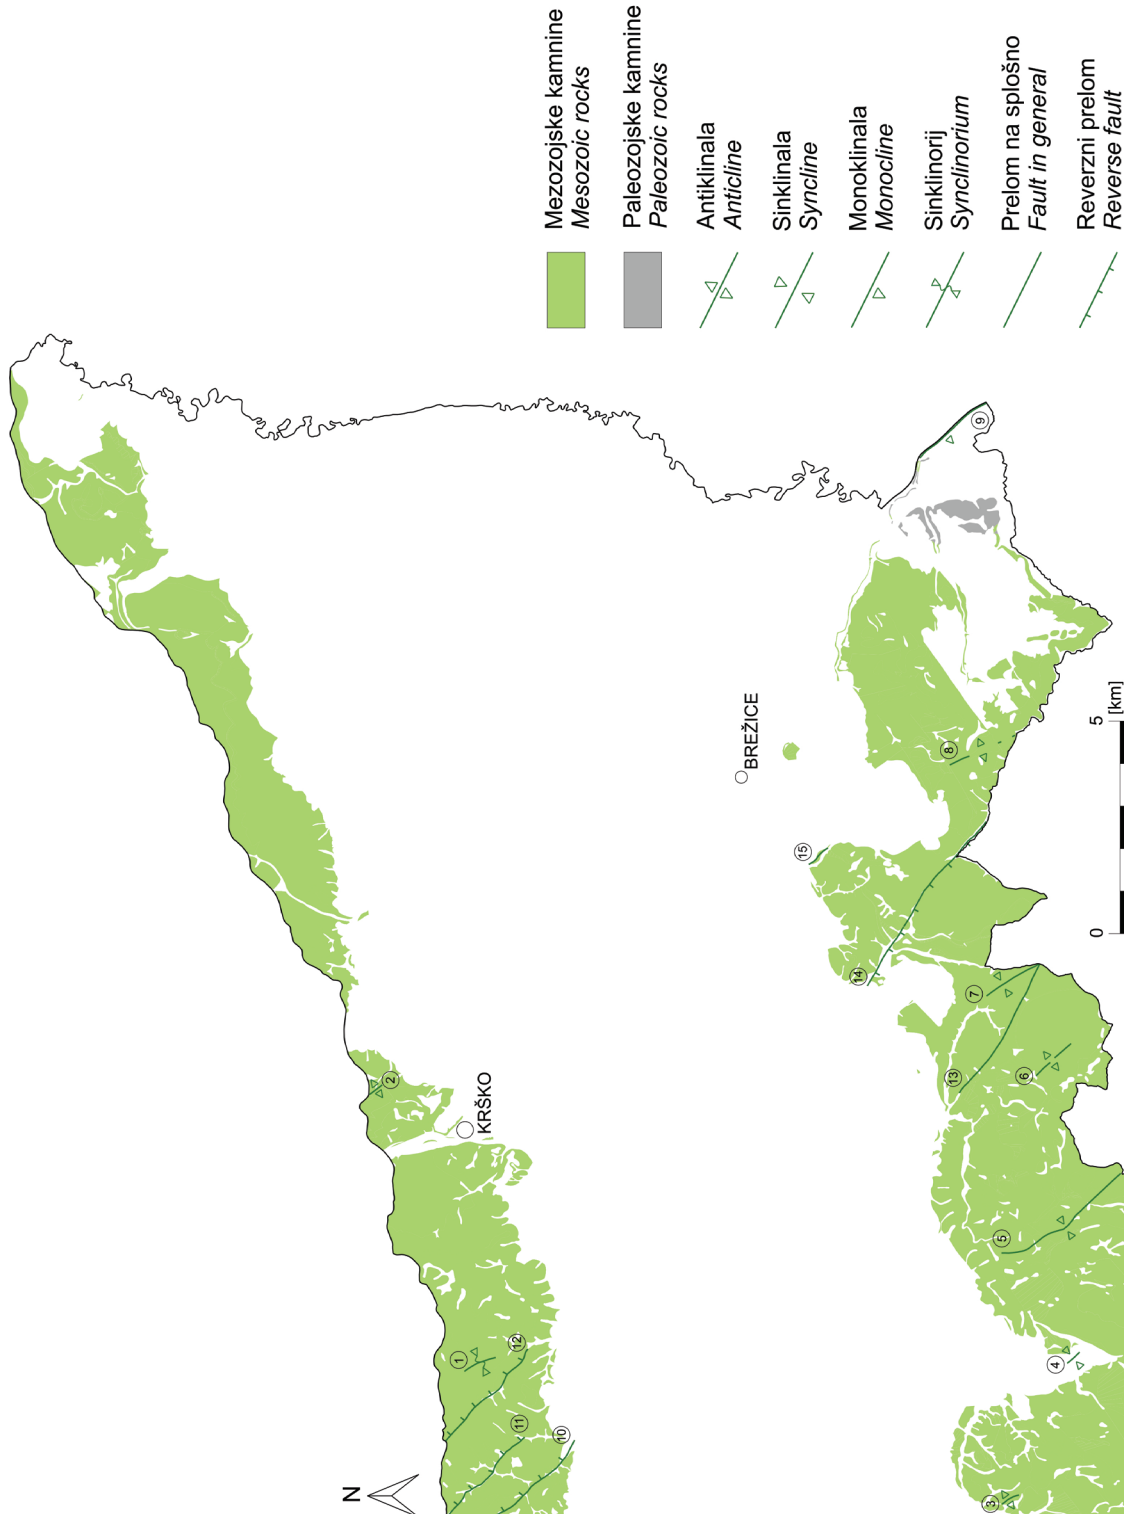 Mezozojske kamnine
Mesozoic rocks
Paleozojske kamnine
Paleozoic rocks
Antiklinala
Anticline
Sinklinala
Syncline
Monoklinala
Monocline
Sinklinorij
Synclinorium
Prelom na splošno
Fault in general
Reverzni prelom
Reverse fault
N
KRŠKO
BREŽICE
1
2
3
4
5
6
7
8
9
10
11
12
13
14
15
0
5
[km]